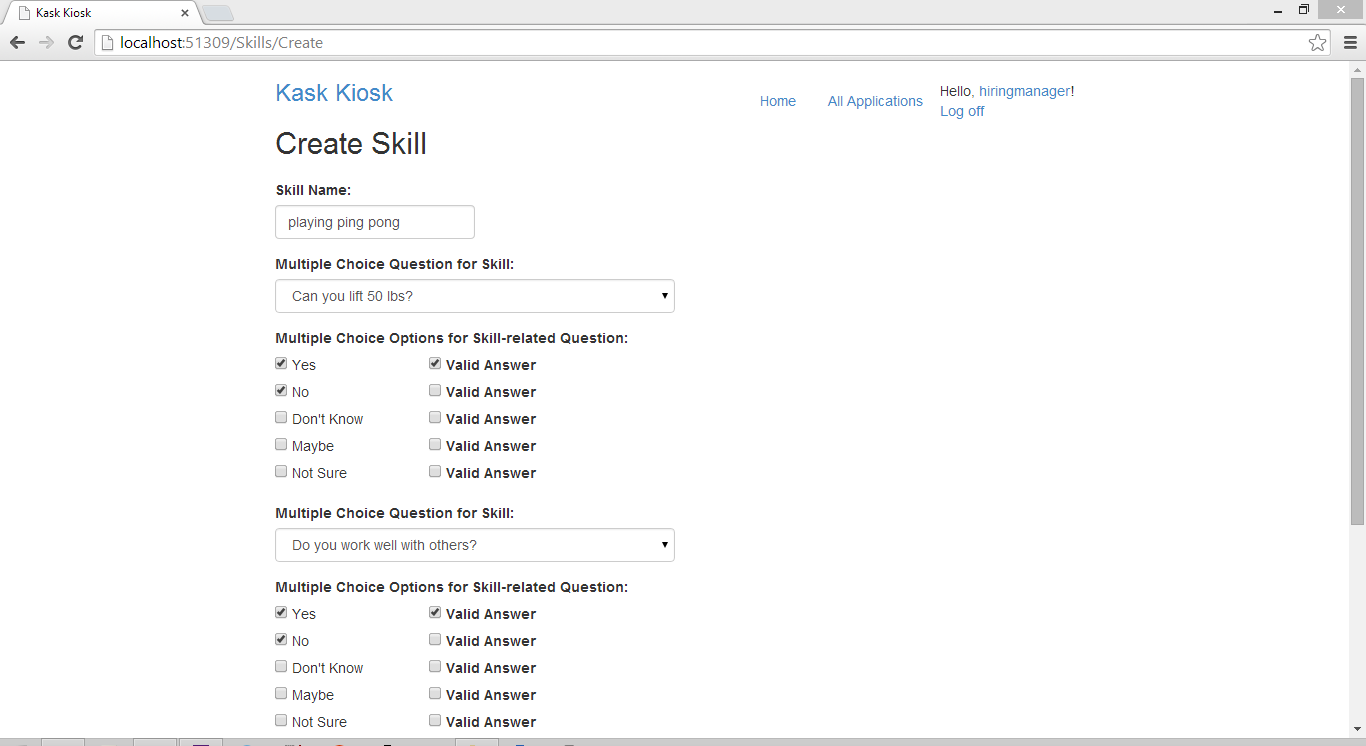 Kask Kiosk
localhost:51309/Skills/Create
Kask Kiosk
Home All Applications Hello, hiringmanager!
Log off
Create Skill
Skill Name:
playing ping pong
Multiple Choice Question for Skill:
Can you lift 50 lbs?
Multiple Choice Options for Skill-related Question:
Yes Valid Answer
No Valid Answer
Don't Know Valid Answer
Maybe Valid Answer
Not Sure Valid Answer
Multiple Choice Question for Skill:
Do you work well with others?
Multiple Choice Options for Skill-related Question:
Yes Valid Answer
No Valid Answer
Don't Know Valid Answer
Maybe Valid Answer
Not Sure Valid Answer